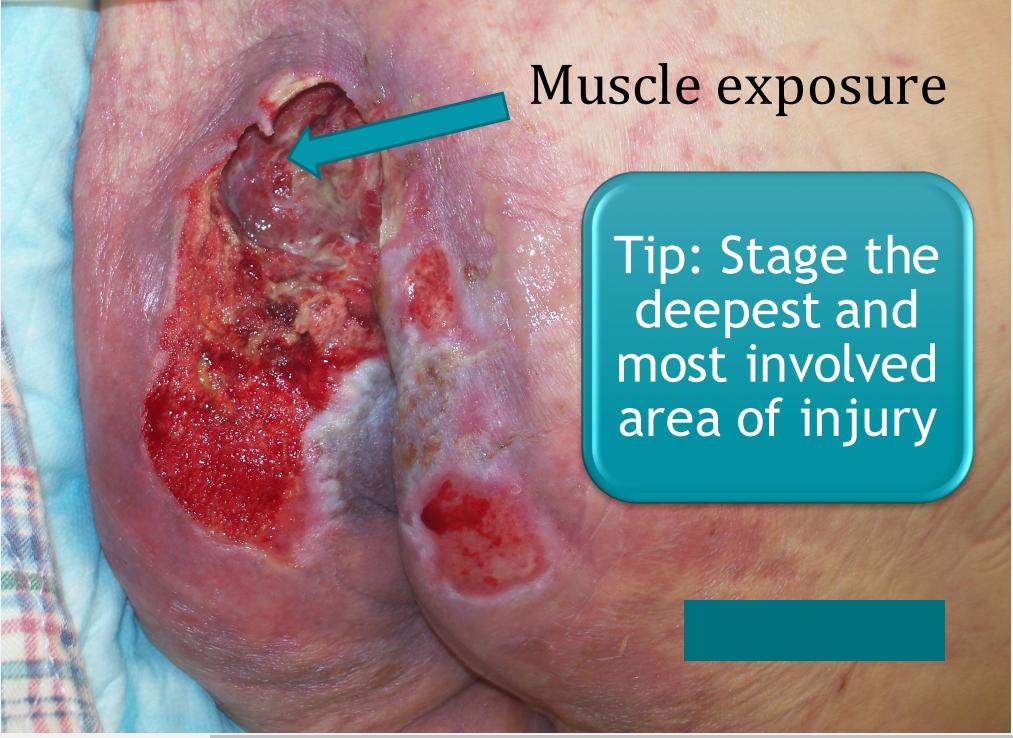 Muscle exposure
Tip: Stage the
deepest and
most involved
area of injury